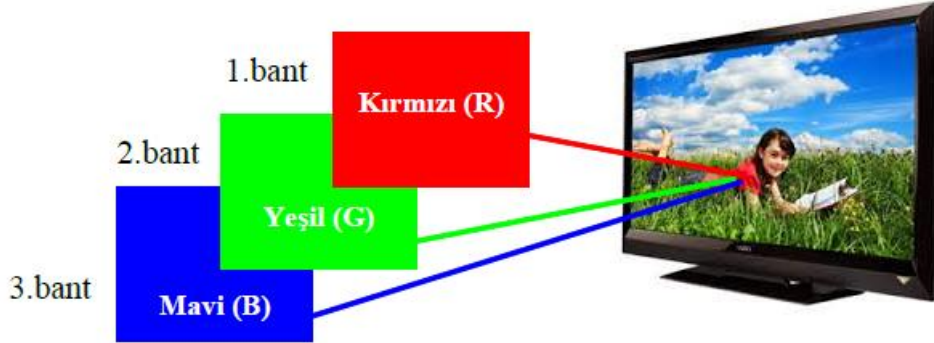 1.bant
Kırmızı (R)
2.bant
Yeşil (G)
3.bant
Mavi (B)